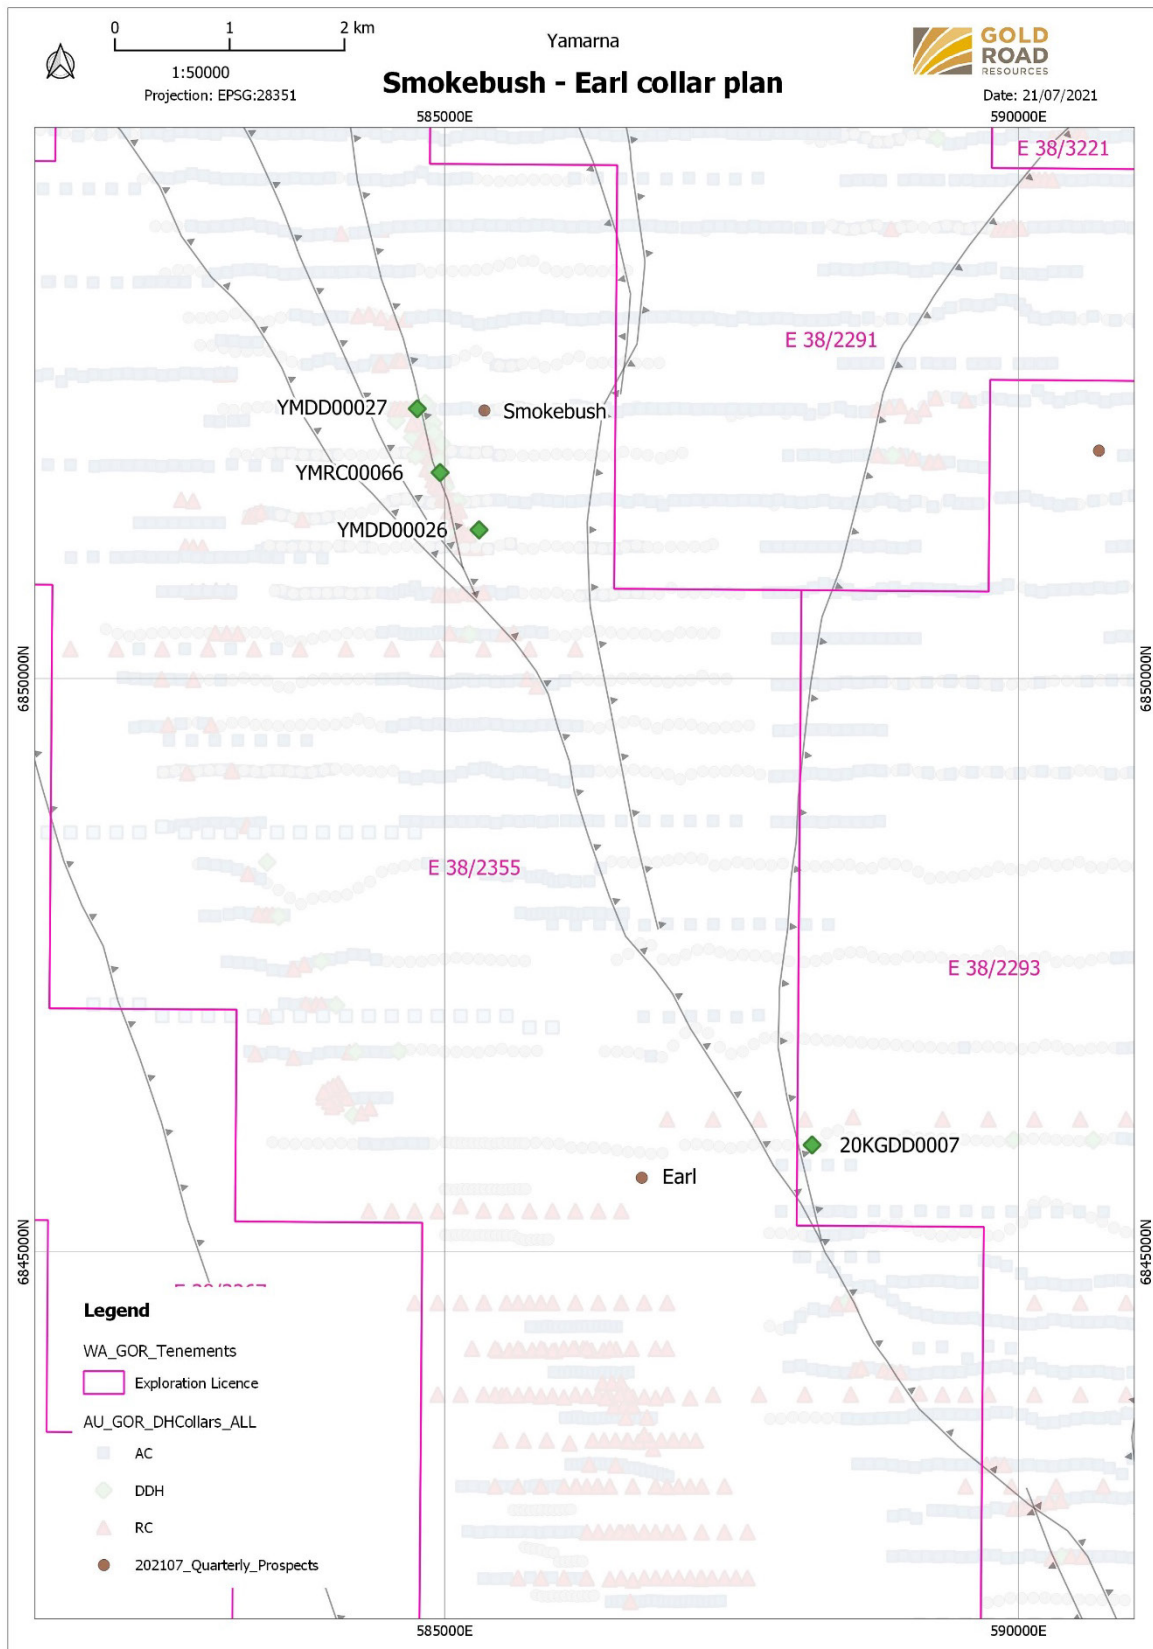 0 1 2 km
1:50000
Projection: EPSG:28351
Yamarna
Smokebush - Earl collar plan
GOLD
ROAD
RESOURCES
Date: 21/07/2021
585000E 590000E
E 38/3221
E 38/2291
YMDD00027
Smokebush
YMRC00066
YMDD00026
6850000N 6850000N
E 38/2355
E 38/2293
20KGDD0007
Earl
6845000N 6845000N
Legend
WA_GOR_Tenements
Exploration Licence
AU_GOR_DHCollars_ALL
AC
DDH
RC
202107_Quarterly_Prospects
585000E 590000E